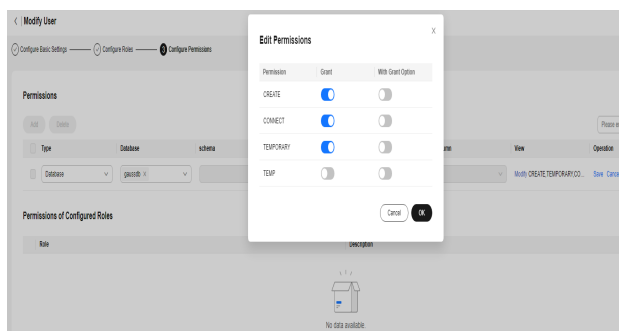 < Modify User
Configure Basic Settings Configure Roles 3 Configure Permissions
Edit Permissions X
Permission Grant With Grant Option
CREATE
CONNECT
TEMPORARY
TEMP
Cancel OK
Permissions
Add Delete
Please
Type Database schema View Operation
Database gaussdb × Modify CREATE,TEMPORARY,CO... Save Cance
Permissions of Configured Roles
Role Description
No data available.